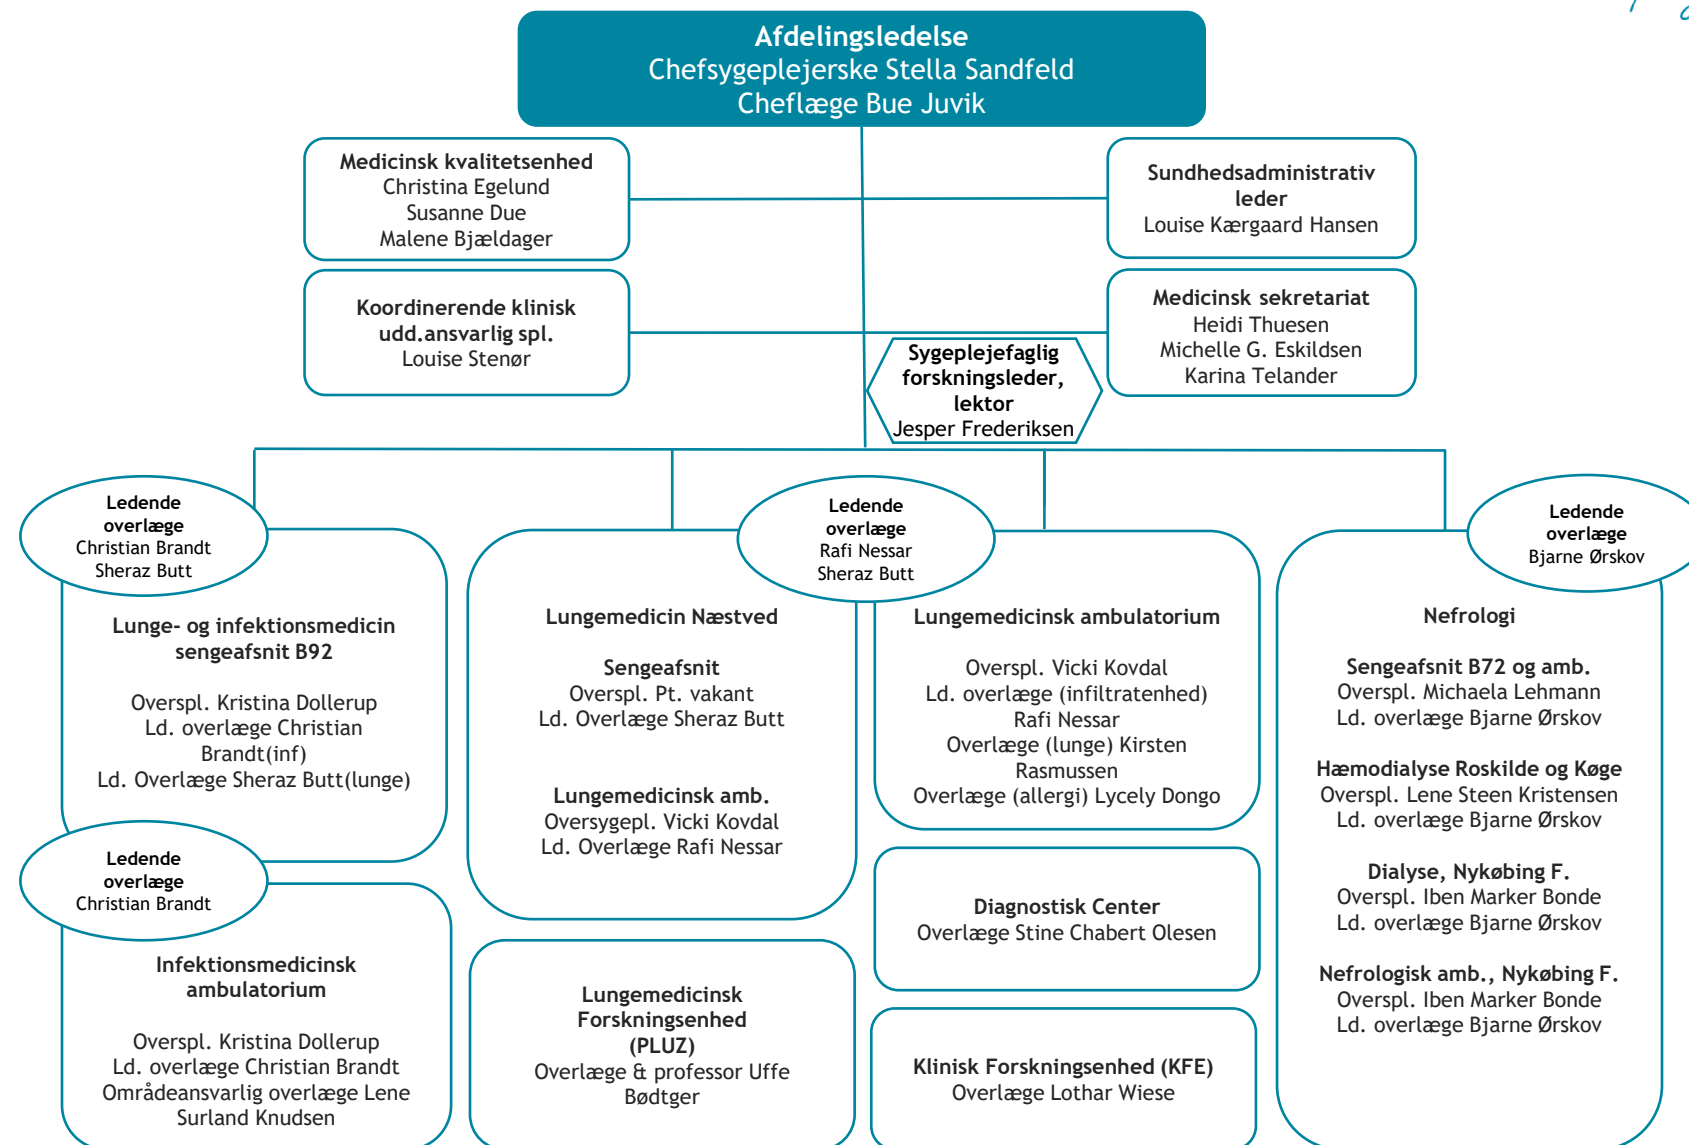 Afdelingsledelse
Chefsygeplejerske Stella Sandfeld
Cheflæge Bue Juvik
Medicinsk kvalitetsenhed
Christina Egelund
Susanne Due
Malene Bjældager
Sundhedsadministrativ
leder
Louise Kærgaard Hansen
Koordinerende klinisk
udd.ansvarlig spl.
Louise Stenør
Medicinsk sekretariat
Heidi Thuesen
Michelle G. Eskildsen
Karina Telander
Sygeplejefaglig
forskningsleder,
lektor
Jesper Frederiksen
Ledende
overlæge
Christian Brandt
Sheraz Butt
Lunge- og infektionsmedicin
sengeafsnit B92
Overspl. Kristina Dollerup
Ld. overlæge Christian
Brandt(inf)
Ld. Overlæge Sheraz Butt(lunge)
Ledende
overlæge
Christian Brandt
Infektionsmedicinsk
ambulatorium
Overspl. Kristina Dollerup
Ld. overlæge Christian Brandt
Områdeansvarlig overlæge Lene
Surland Knudsen
Ledende
overlæge
Rafi Nessar
Sheraz Butt
Lungemedicin Næstved
Sengeafsnit
Overspl. Pt. vakant
Ld. Overlæge Sheraz Butt
Lungemedicinsk amb.
Oversygepl. Vicki Kovdal
Ld. Overlæge Rafi Nessar
Lungemedicinsk
Forskningsenhed
(PLUZ)
Overlæge & professor Uffe
Bødtger
Lungemedicinsk ambulatorium
Overspl. Vicki Kovdal
Ld. overlæge (infiltratenhed)
Rafi Nessar
Overlæge (lunge) Kirsten
Rasmussen
Overlæge (allergi) Lycely Dongo
Diagnostisk Center
Overlæge Stine Chabert Olesen
Klinisk Forskningsenhed (KFE)
Overlæge Lothar Wiese
Ledende
overlæge
Bjarne Ørskov
Nefrologi
Sengeafsnit B72 og amb.
Overspl. Michaela Lehmann
Ld. overlæge Bjarne Ørskov
Hæmodialyse Roskilde og Køge
Overspl. Lene Steen Kristensen
Ld. overlæge Bjarne Ørskov
Dialyse, Nykøbing F.
Overspl. Iben Marker Bonde
Ld. overlæge Bjarne Ørskov
Nefrologisk amb., Nykøbing F.
Overspl. Iben Marker Bonde
Ld. overlæge Bjarne Ørskov